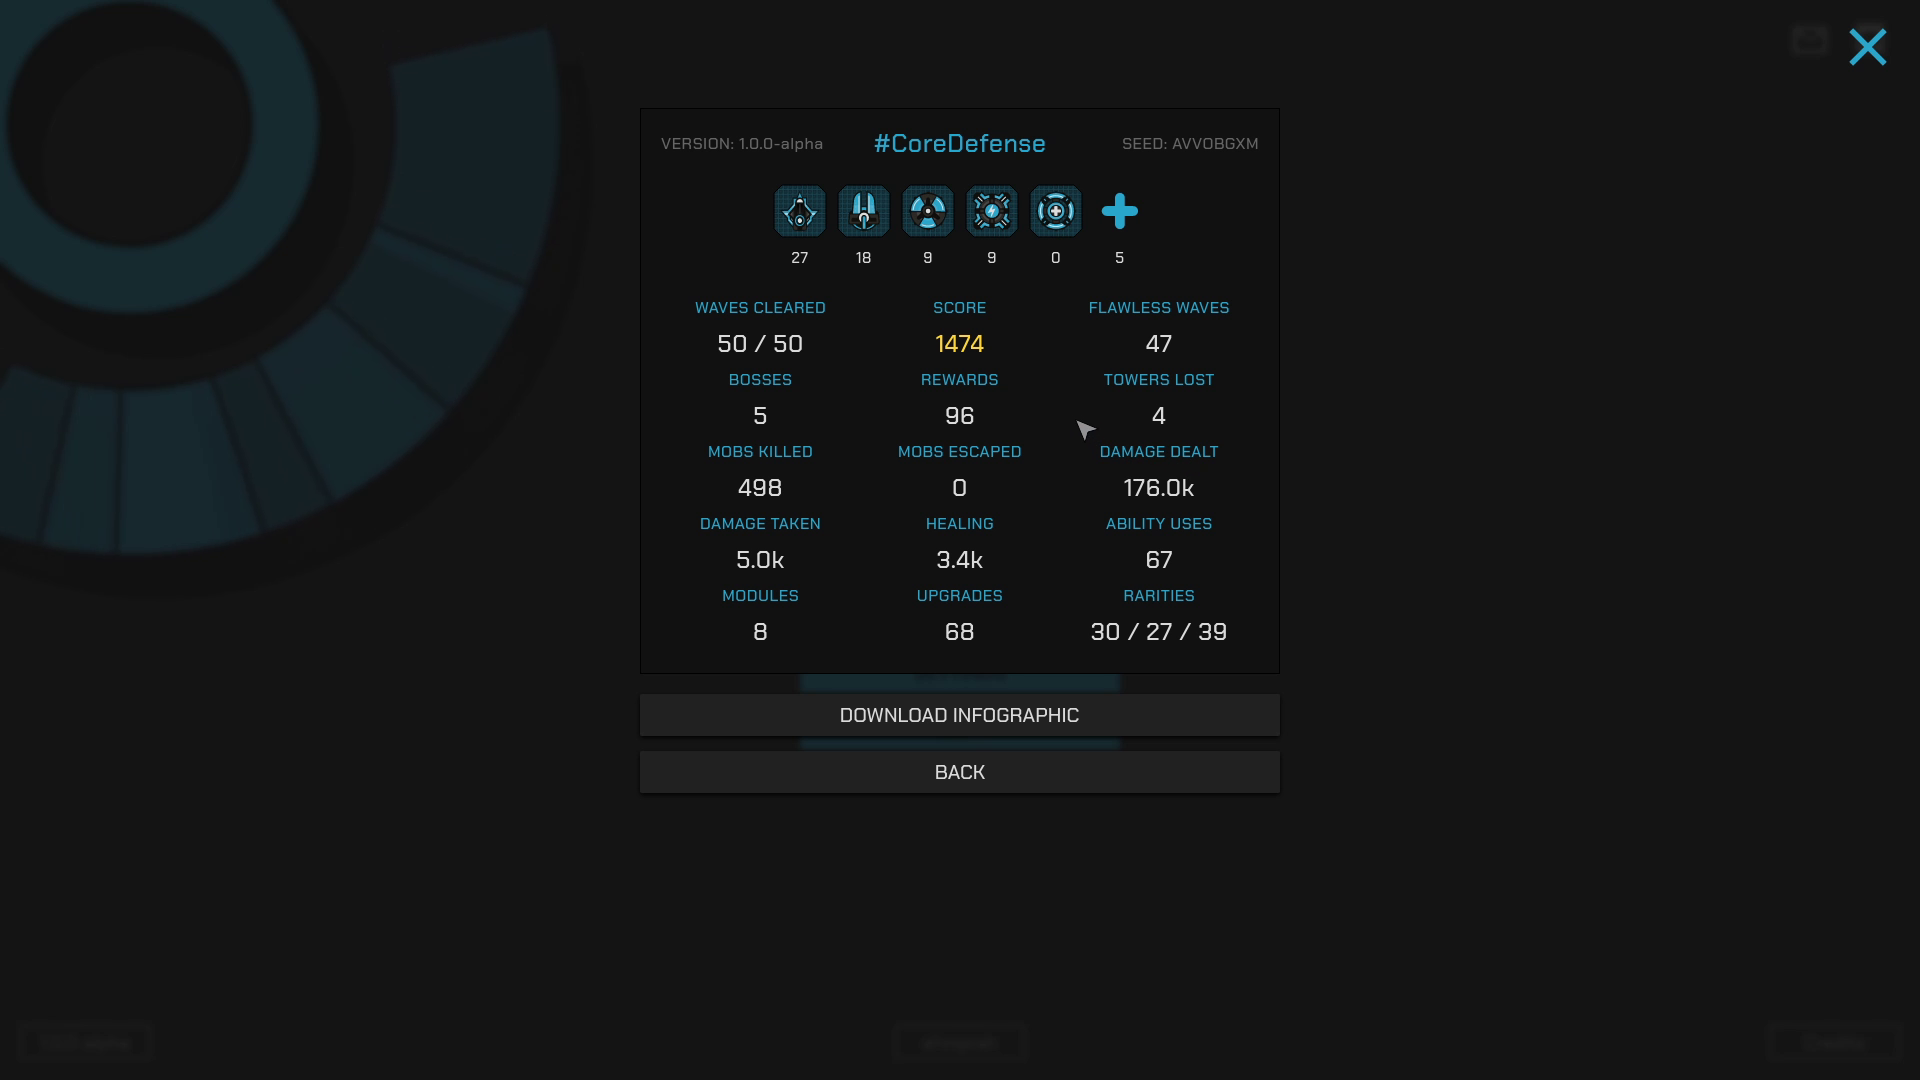 VERSION: 1.0.0-alpha #CoreDefense SEED: AVVOBGXM
27 18 9 9 0 5
WAVES CLEARED SCORE FLAWLESS WAVES
50 / 50 1474 47
BOSSES REWARDS TOWERS LOST
5 96 4
MOBS KILLED MOBS ESCAPED DAMAGE DEALT
498 0 176.0k
DAMAGE TAKEN HEALING ABILITY USES
5.0k 3.4k 67
MODULES UPGRADES RARITIES
8 68 30 / 27 / 39
DOWNLOAD INFOGRAPHIC
BACK